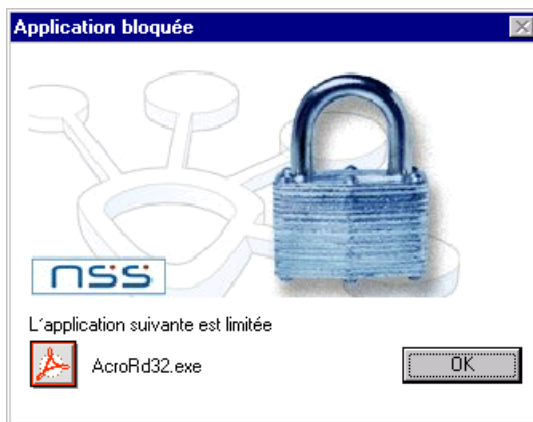 Application bloquée
nss
L´application suivante est limitée
AcroRd32.exe
OK